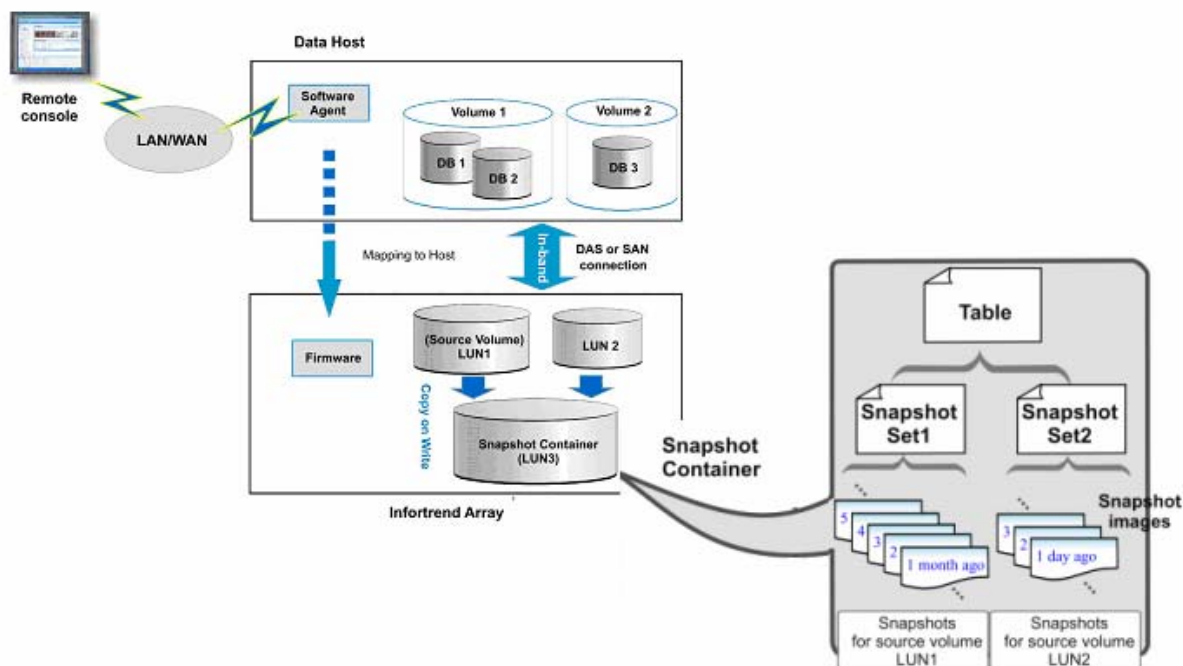 Data Host
Remote
console
LAN/WAN
Software
Agent
Volume 1
DB 1
DB 2
Volume 2
DB 3
Mapping to Host
In-band
DAS or SAN
connection
Firmware
(Source Volume)
LUN1
LUN 2
Copy on Write
Snapshot Container
(LUN3)
Infortrend Array
Snapshot
Container
Table
Snapshot
Set1
Snapshot
Set2
Snapshot
images
5
4
3
2
1 month ago
3
2
1 day ago
Snapshots
for source volume
LUN1
Snapshots
for source volume
LUN2